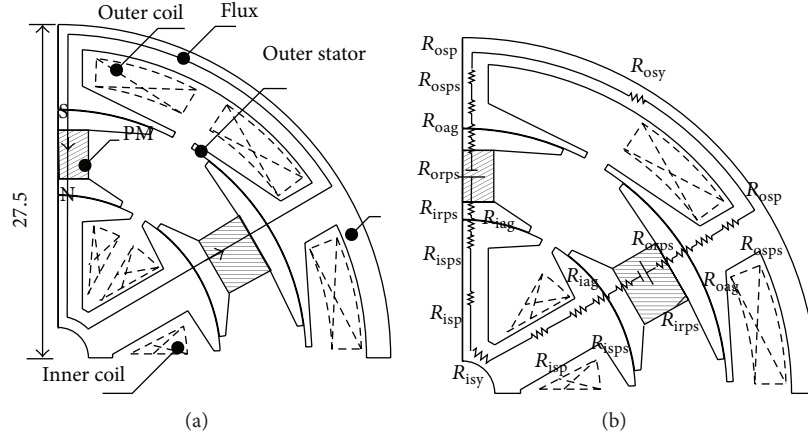 Outer coil
Flux
Outer stator
S
PM
N
27.5
Inner coil
(a)
R_osp
R_osy
R_osps
R_oag
R_orps
R_irps
R_iag
R_isps
R_isp
R_isy
R_osp
R_orps
R_osps
R_iag
R_oag
R_irps
R_isps
R_isp
(b)